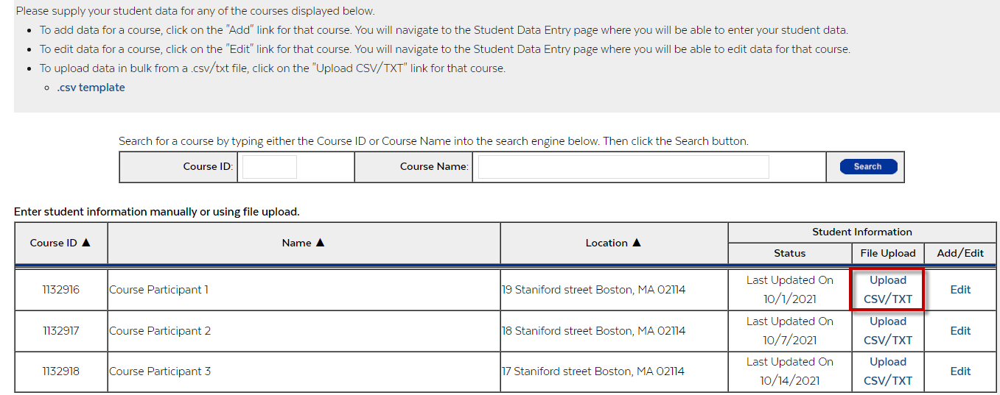 Please supply your student data for any of the courses displayed below.
• To add data for a course, click on the "Add" link for that course. You will navigate to the Student Data Entry page where you will be able to enter your student data.
• To edit data for a course, click on the "Edit" link for that course. You will navigate to the Student Data Entry page where you will be able to edit data for that course.
• To upload data in bulk from a .csv/txt file, click on the "Upload CSV/TXT" link for that course.
◦ .csv template
Search for a course by typing either the Course ID or Course Name into the search engine below. Then click the Search button.
Course ID: Course Name: Search
Enter student information manually or using file upload.
Course ID ▲ Name ▲ Location ▲ Student Information
Status File Upload Add/Edit
1132916 Course Participant 1 19 Staniford street Boston, MA 02114 Last Updated On 10/1/2021 Upload CSV/TXT Edit
1132917 Course Participant 2 18 Staniford street Boston, MA 02114 Last Updated On 10/7/2021 Upload CSV/TXT Edit
1132918 Course Participant 3 17 Staniford street Boston, MA 02114 Last Updated On 10/14/2021 Upload CSV/TXT Edit